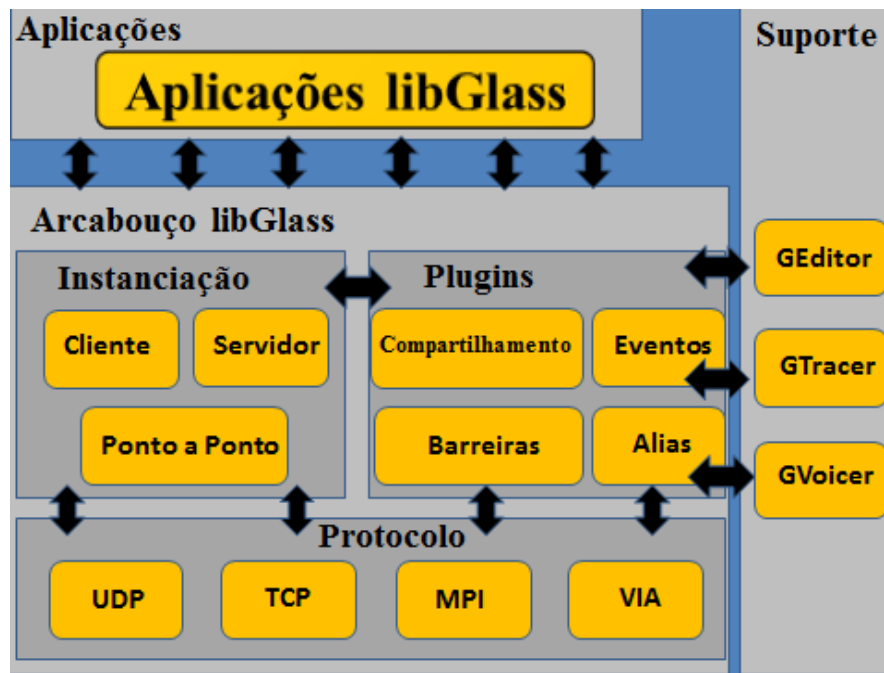 Aplicações
Aplicações libGlass
Suporte
Arcabouço libGlass
Instanciação
Plugins
Cliente
Servidor
Compartilhamento
Eventos
Ponto a Ponto
Barreiras
Alias
GEditor
GTracer
GVoicer
Protocolo
UDP
TCP
MPI
VIA